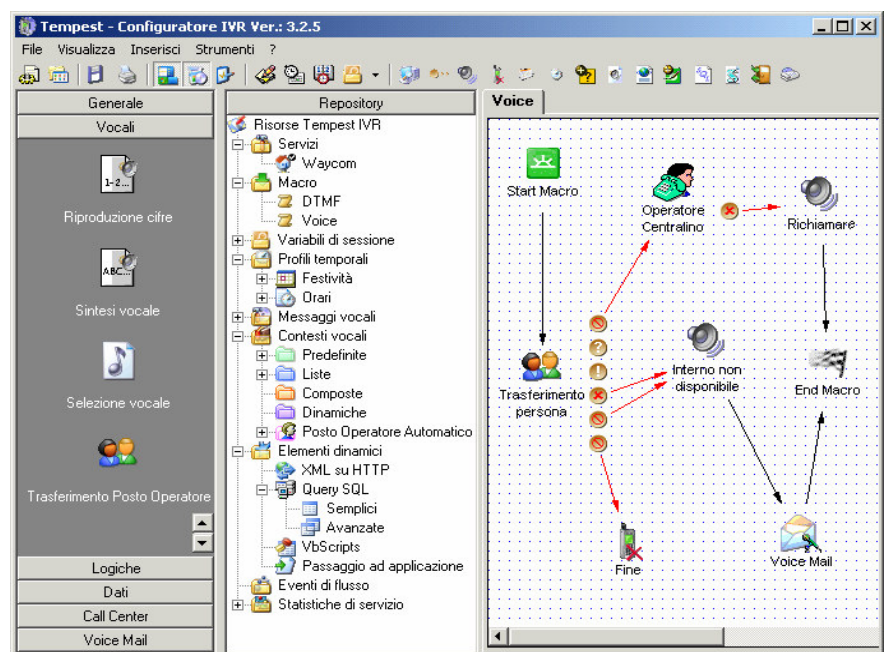 Tempest - Configuratore IVR Ver.: 3.2.5
File Visualizza Inserisci Strumenti ?
Generale
Vocali
1-2...
Riproduzione cifre
ABC...
Sintesi vocale
Selezione vocale
Trasferimento Posto Operatore
Logiche
Dati
Call Center
Voice Mail
Repository
Risorse Tempest IVR
Servizi
Waycom
Macro
DTMF
Voice
Variabili di sessione
Profili temporali
Festività
Orari
Messaggi vocali
Contesti vocali
Predefinite
Liste
Composte
Dinamiche
Posto Operatore Automatico
Elementi dinamici
XML su HTTP
Query SQL
Semplici
Avanzate
VbScripts
Passaggio ad applicazione
Eventi di flusso
Statistiche di servizio
Voice
Start Macro
Operatore
Centralino
Richiamare
Trasferimento
persona
Interno non
disponibile
End Macro
Fine
Voice Mail